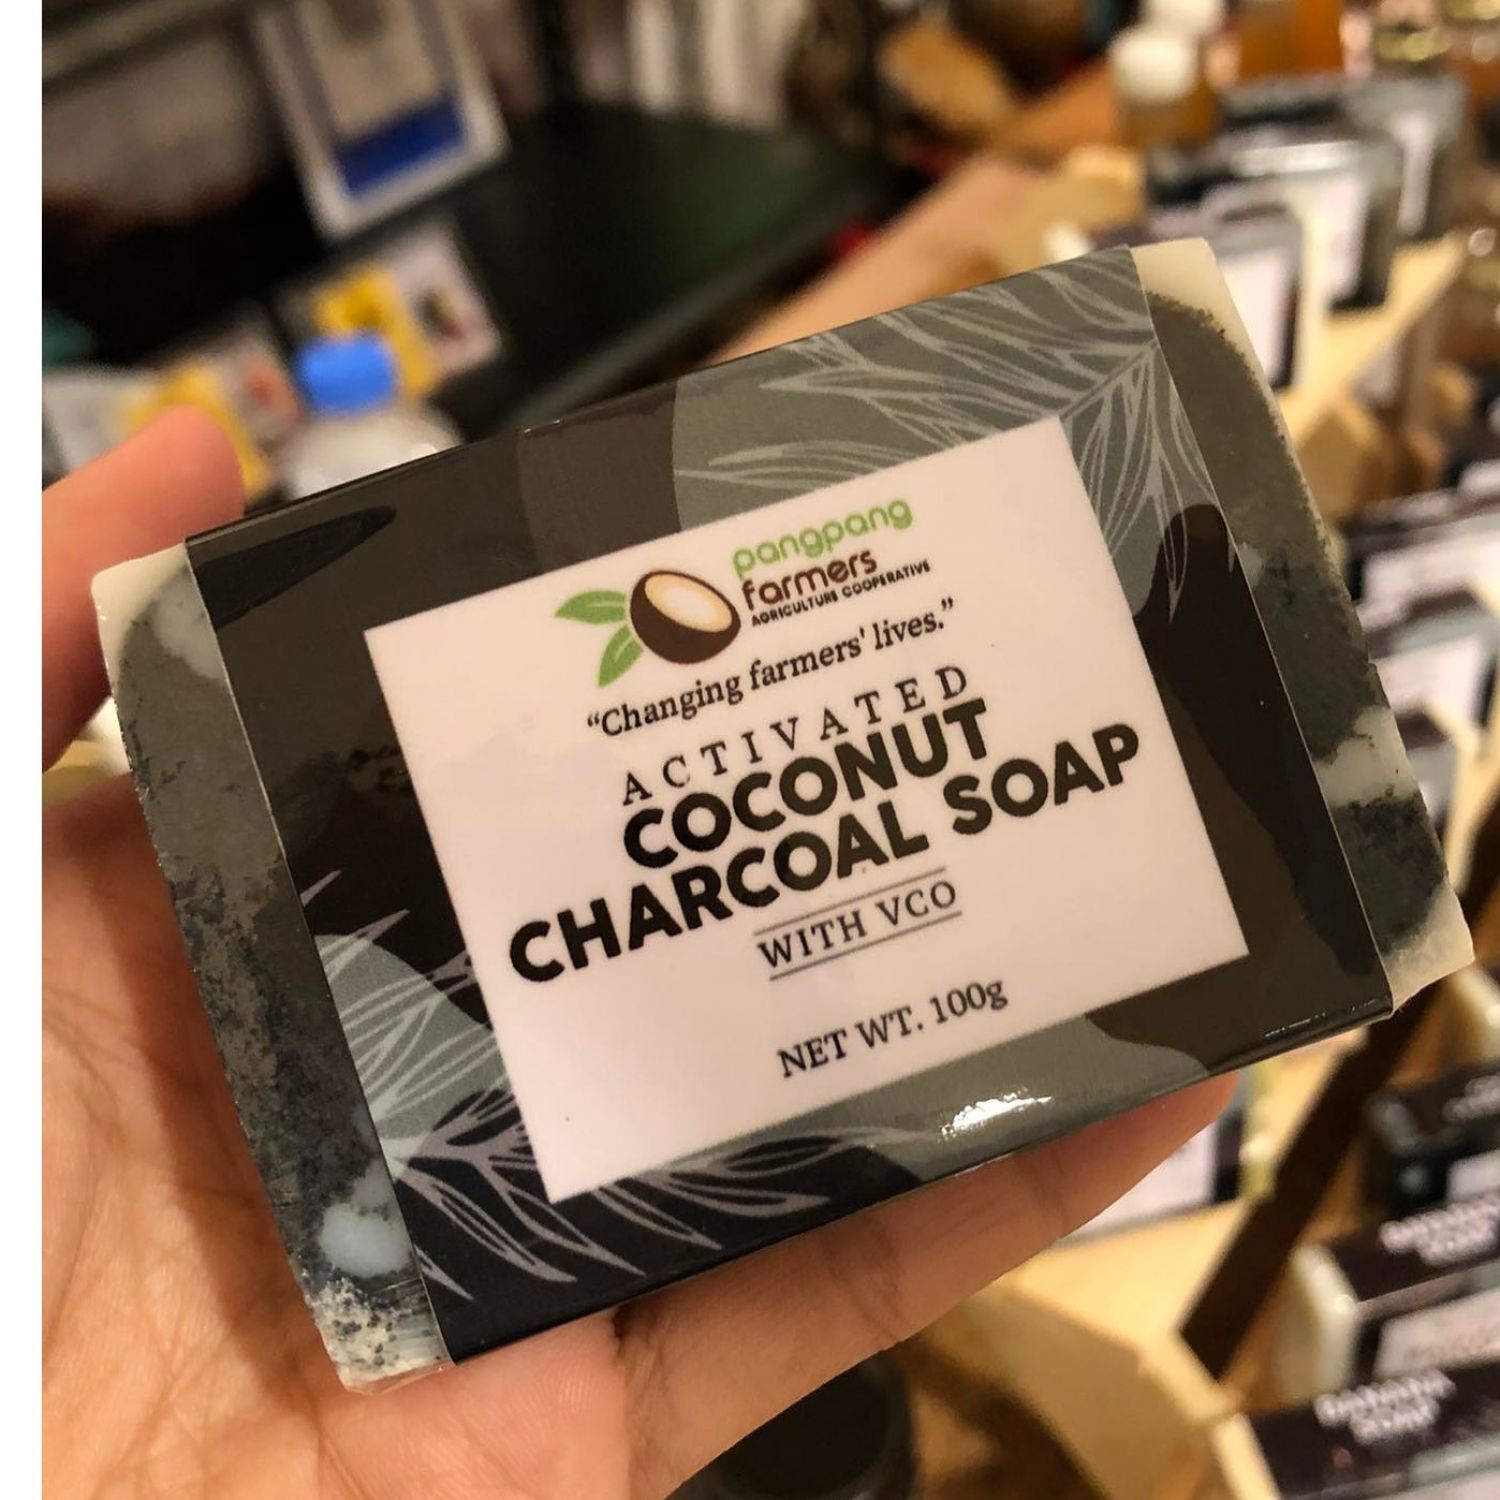 pangpang
farmers
AGRICULTURE COOPERATIVE
“Changing farmers' lives.”
ACTIVATED
COCONUT
CHARCOAL SOAP
WITH VCO
NET WT. 100g